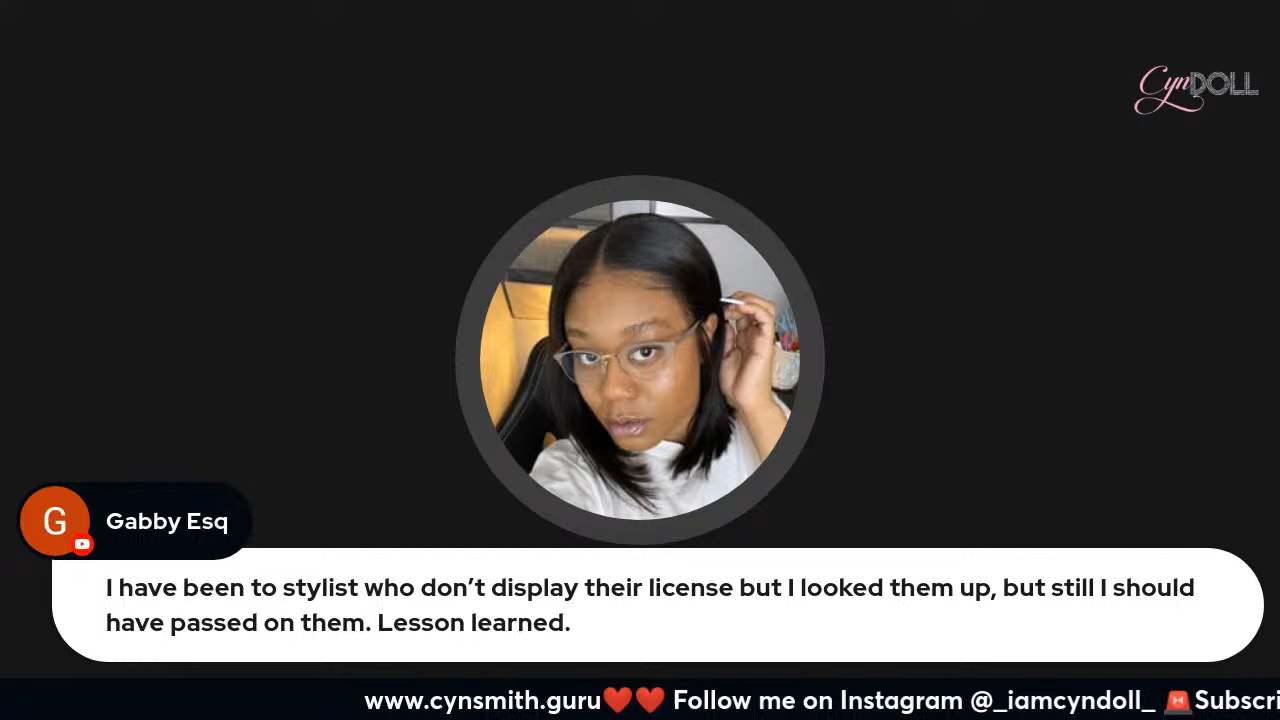 CynDOLL
G
Gabby Esq
I have been to stylist who don’t display their license but I looked them up, but still I should
have passed on them. Lesson learned.
www.cynsmith.guru❤️❤️ Follow me on Instagram @_iamcyndoll_ 🚨Subscri